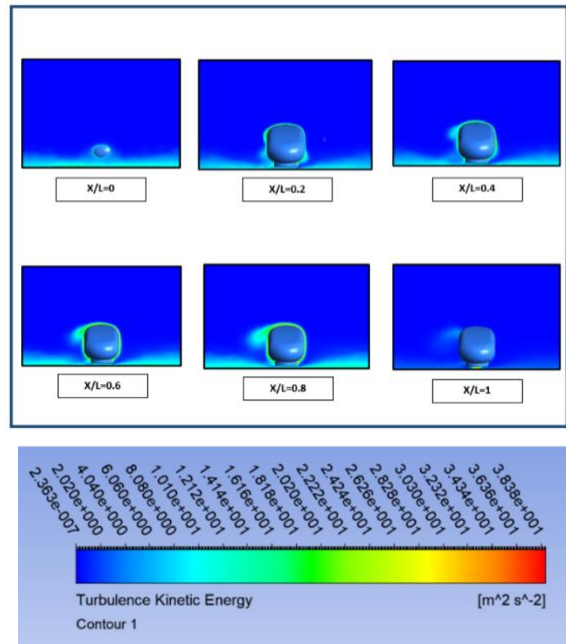 X/L=0
X/L=0.2
X/L=0.4
X/L=0.6
X/L=0.8
X/L=1
2.363e-007
2.020e+000
4.040e+000
6.060e+000
8.080e+000
1.010e+001
1.212e+001
1.414e+001
1.616e+001
1.818e+001
2.020e+001
2.222e+001
2.424e+001
2.626e+001
2.828e+001
3.030e+001
3.232e+001
3.434e+001
3.636e+001
3.838e+001
Turbulence Kinetic Energy
[m^2 s^-2]
Contour 1